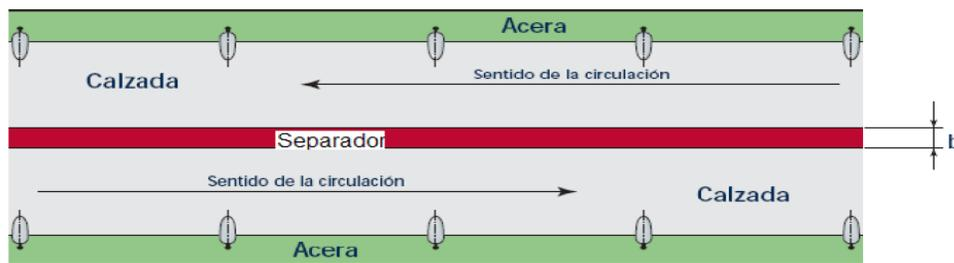 Acera
Sentido de la circulación
Calzada
Separador
b
Sentido de la circulación
Calzada
Acera